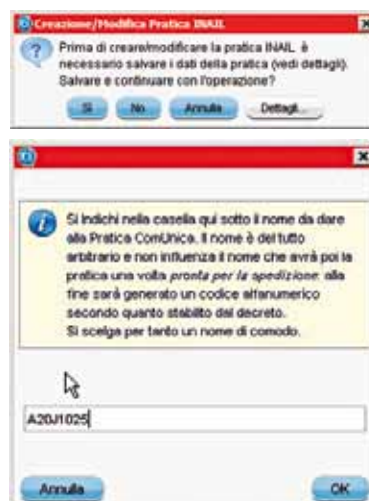 Creazione/Modifica Pratica INAIL
Prima di creare/modificare la pratica INAIL è
necessario salvare i dati della pratica (vedi dettagli).
Salvare e continuare con l'operazione?
Sì No Annulla Dettagli...
Si indichi nella casella qui sotto il nome da dare
alla Pratica ComUnica. Il nome è del tutto
arbitrario e non influenza il nome che avrà poi la
pratica una volta pronta per la spedizione: alla
fine sarà generato un codice alfanumerico
secondo quanto stabilito dal decreto.
Si scelga per tanto un nome di comodo.
A20J1025
Annulla OK